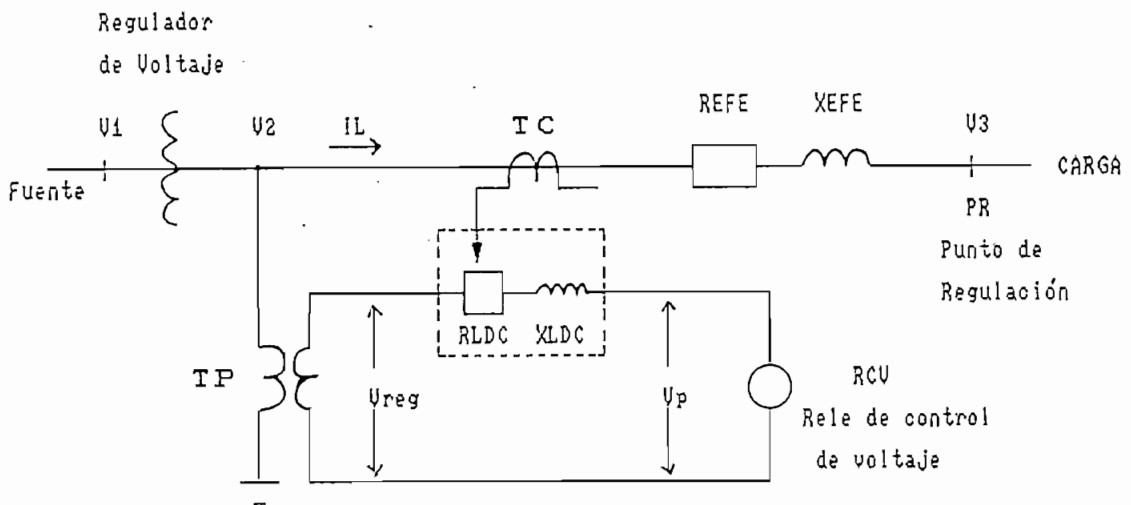 Regulador
de Voltaje
V1
V2
IL
TC
REFE
XEFE
V3
Fuente
CARGA
PR
Punto de
Regulación
RLDC
XLDC
TP
Vreg
Vp
RCV
Rele de control
de voltaje